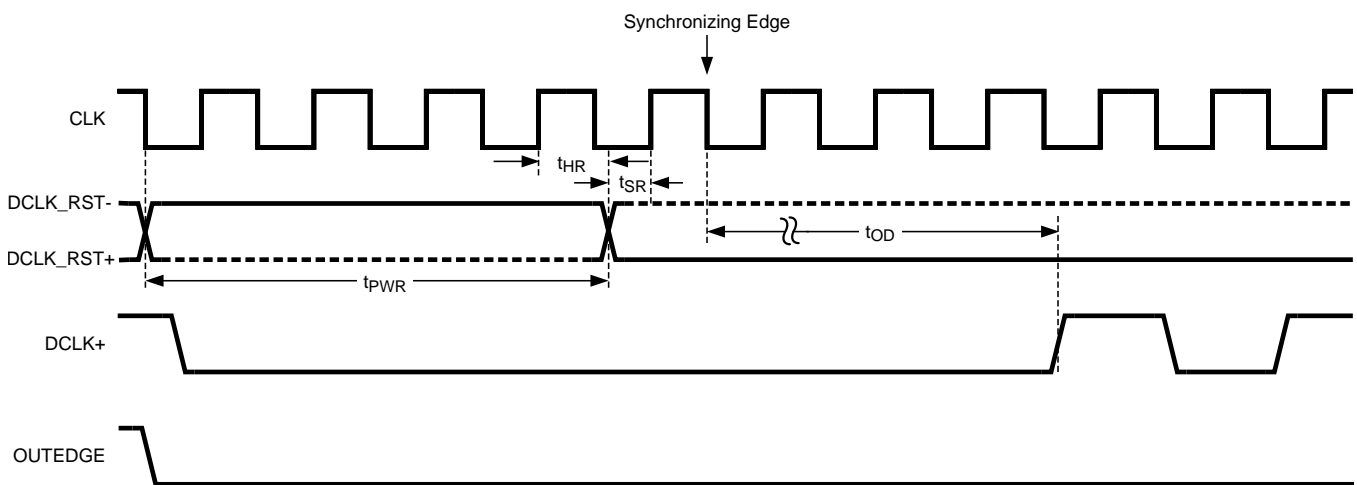 Synchronizing Edge
CLK
tHR
tSR
DCLK_RST-
tOD
DCLK_RST+
tPWR
DCLK+
OUTEDGE